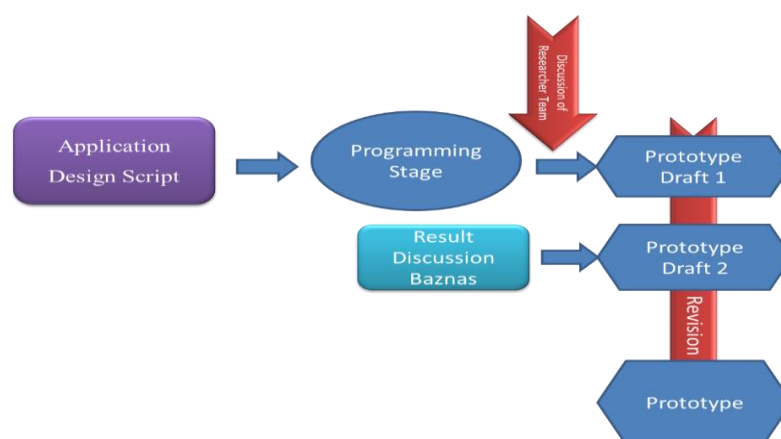 Discussion of
Researcher Team
Application
Design Script
Programming
Stage
Prototype
Draft 1
Result
Discussion
Baznas
Prototype
Draft 2
Revision
Prototype